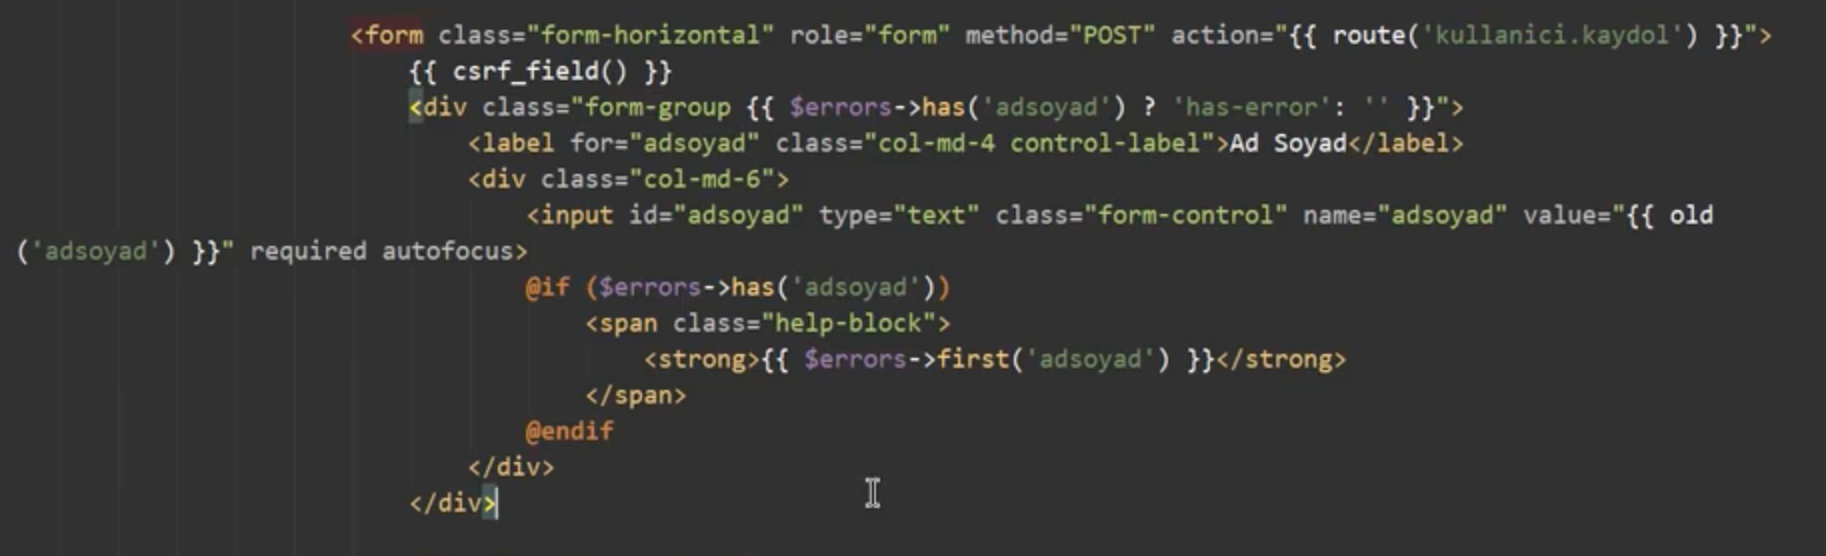 <form class="form-horizontal" role="form" method="POST" action="{{ route('kullanici.kaydol') }}">
{{ csrf_field() }}
<div class="form-group {{ $errors->has('adsoyad') ? 'has-error': '' }}">
<label for="adsoyad" class="col-md-4 control-label">Ad Soyad</label>
<div class="col-md-6">
<input id="adsoyad" type="text" class="form-control" name="adsoyad" value="{{ old
('adsoyad') }}" required autofocus>
@if ($errors->has('adsoyad'))
<span class="help-block">
<strong>{{ $errors->first('adsoyad') }}</strong>
</span>
@endif
</div>
</div>